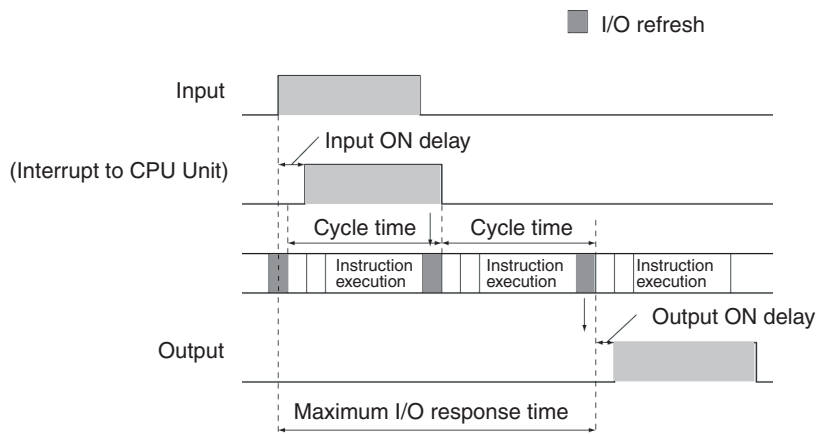 I/O refresh
Input
Input ON delay
(Interrupt to CPU Unit)
Cycle time
Cycle time
Instruction
execution
Instruction
execution
Instruction
execution
Output ON delay
Output
Maximum I/O response time